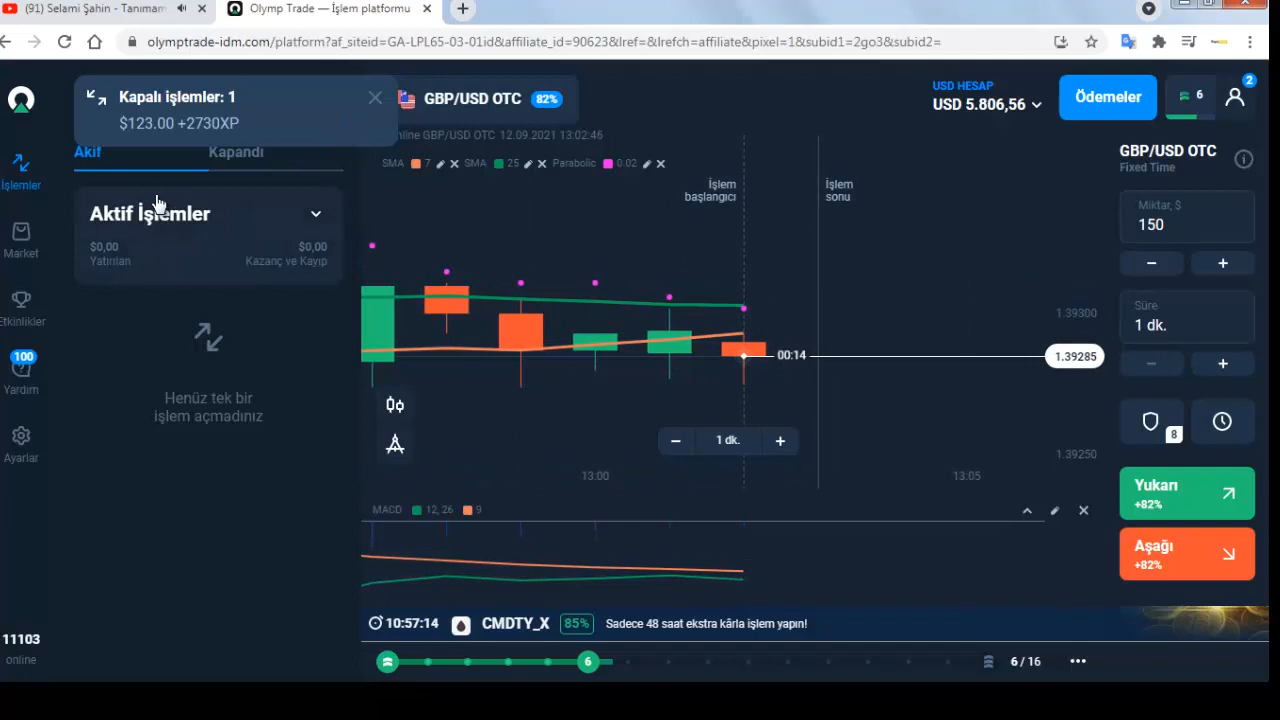 (91) Selami Şahin - Tanımam
Olymp Trade — İşlem platformu
olymptrade-idm.com/platform?af_siteid=GA-LPL65-03-01id&affiliate_id=90623&lref=&lrefch=affiliate&pixel=1&subid1=2go3&subid2=
Kapalı işlemler: 1
$123.00 +2730XP
GBP/USD OTC 82%
USD HESAP
USD 5.806,56
Ödemeler
6
2
GBP/USD OTC 12.09.2021 13:02:46
SMA 7 SMA 25 Parabolic 0.02
Akif
Kapandı
İşlemler
Market
Etkinlikler
100
Yardım
Ayarlar
11103
online
Aktif İşlemler
$0,00
Yatırılan
$0,00
Kazanç ve Kayıp
Henüz tek bir
işlem açmadınız
İşlem
başlangıcı
İşlem
sonu
00:14
1.39300
1.39285
1.39250
1 dk.
13:00
13:05
MACD 12, 26 9
GBP/USD OTC
Fixed Time
Miktar, $
150
Süre:
1 dk.
8
Yukarı
+82%
Aşağı
+82%
10:57:14 CMDTY_X 85% Sadece 48 saat ekstra kârla işlem yapın!
6
6 / 16